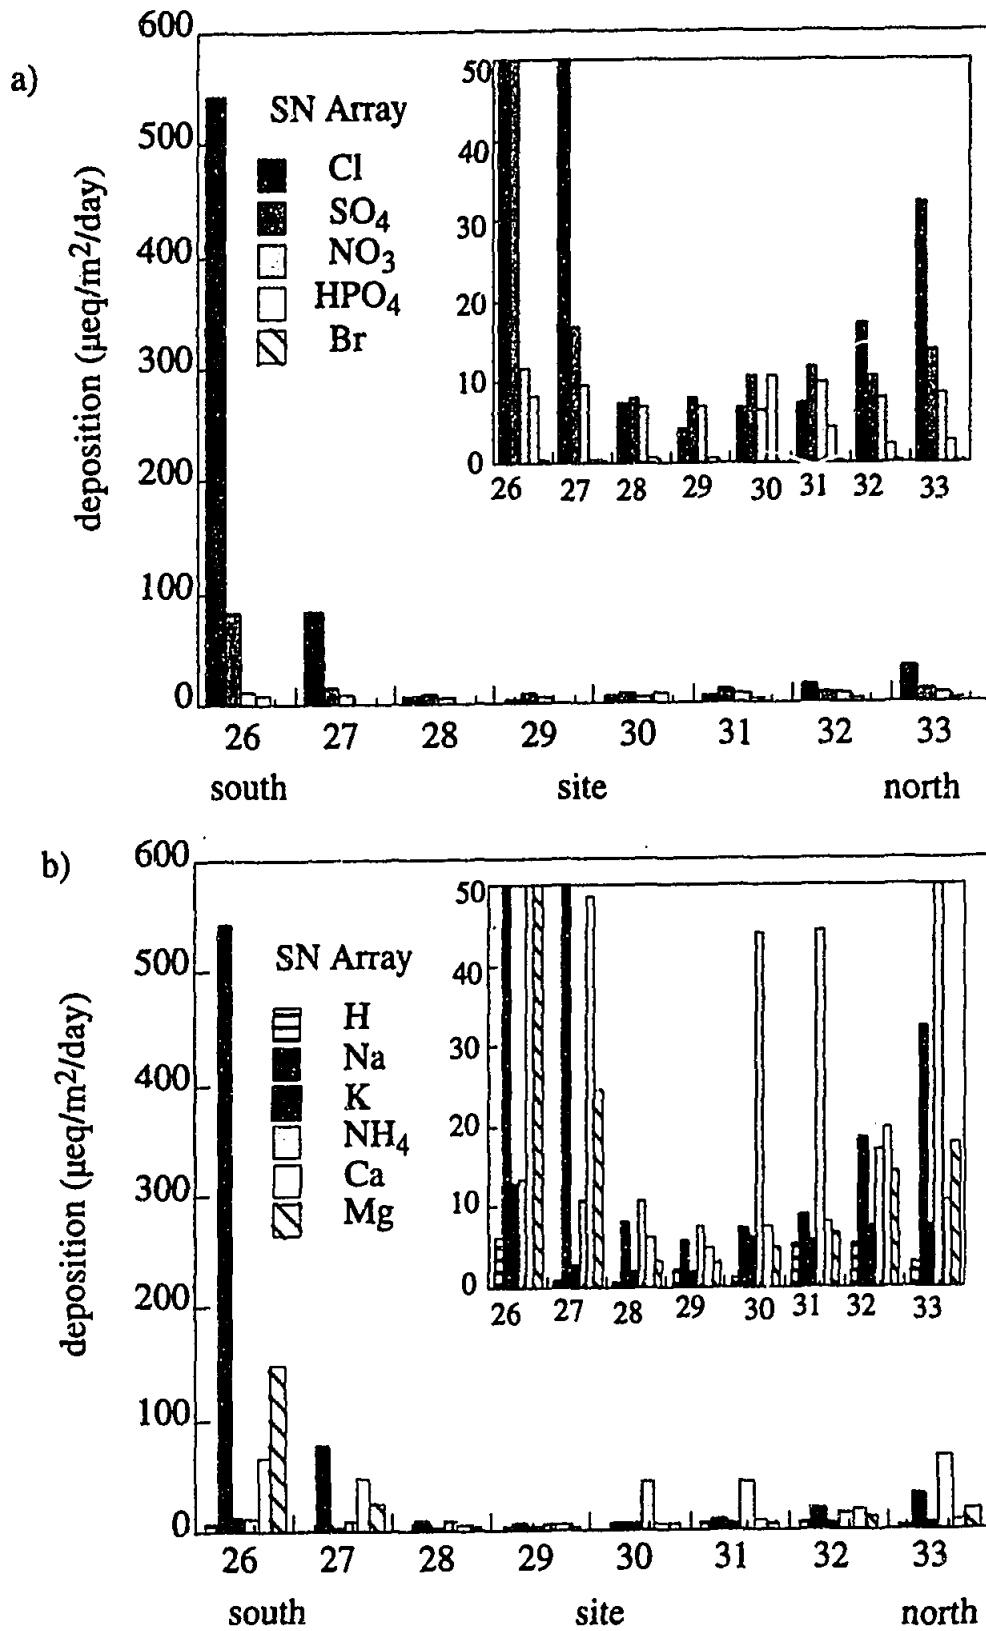 a)
deposition (µeq/m²/day)
600
500
400
300
200
100
0
SN Array
Cl
SO₄
NO₃
HPO₄
Br
50
40
30
20
10
0
26 27 28 29 30 31 32 33
26 27 28 29 30 31 32 33
south site north
b)
deposition (µeq/m²/day)
600
500
400
300
200
100
0
SN Array
H
Na
K
NH₄
Ca
Mg
50
40
30
20
10
0
26 27 28 29 30 31 32 33
26 27 28 29 30 31 32 33
south site north